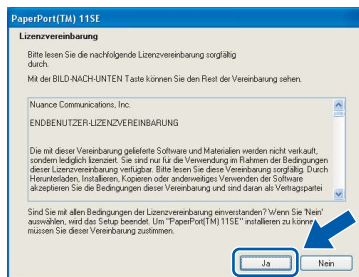 PaperPort(TM) 11SE
Lizenzvereinbarung
Bitte lesen Sie die nachfolgende Lizenzvereinbarung sorgfältig
durch.
Mit der BILD-NACH-UNTEN Taste können Sie den Rest der Vereinbarung sehen.
Nuance Communications, Inc.
ENDBENUTZER-LIZENZVEREINBARUNG
Die mit dieser Vereinbarung gelieferte Software und Materialien werden nicht verkauft,
sondern lediglich lizenziert. Sie sind nur für die Verwendung im Rahmen der Bedingungen
dieser Lizenzvereinbarung verfügbar. Bitte lesen Sie diese Vereinbarung sorgfältig. Durch
Herunterladen, Installieren, Kopieren oder anderweitiges Verwenden der Software
akzeptieren Sie die Bedingungen dieser Vereinbarung und sind daran als Vertragspartei
Sind Sie mit allen Bedingungen der Lizenzvereinbarung einverstanden? Wenn Sie 'Nein'
auswählen, wird das Setup beendet. Um "PaperPort(TM) 11SE" installieren zu könne
müssen Sie dieser Vereinbarung zustimmen.
Ja
Nein